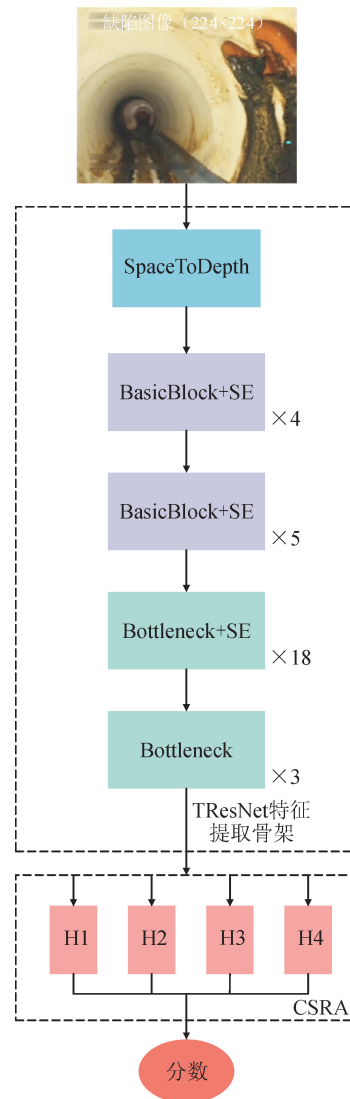 缺陷图像（224×224）
SpaceToDepth
BasicBlock+SE
×4
BasicBlock+SE
×5
Bottleneck+SE
×18
Bottleneck
×3
TResNet特征
提取骨架
H1 H2 H3 H4
CSRA
分数